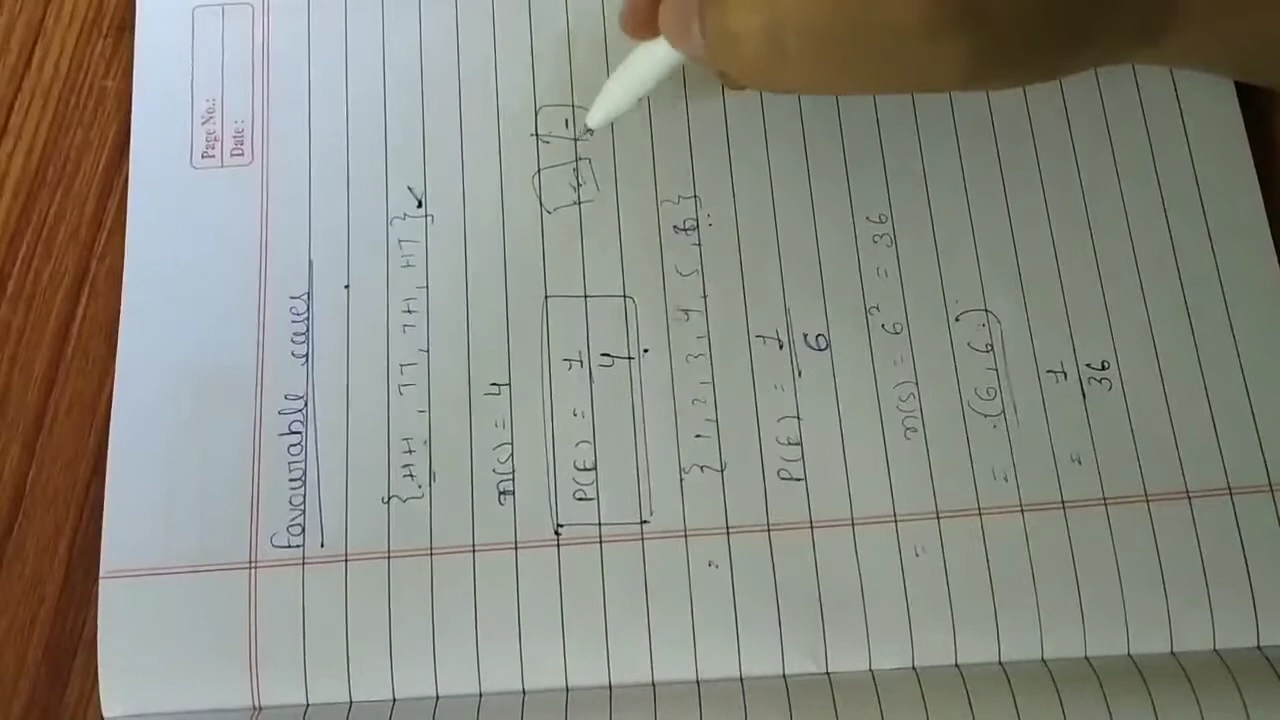 Page No.:
Date:
Favourable cases
{HH, TT, TH, HT}
n(S) = 4
P(E) = 1/4
= {1, 2, 3, 4, 5, 6}
P(E) = 1/6
= n(S) = 6² = 36
= (6, 6)
= 1/36